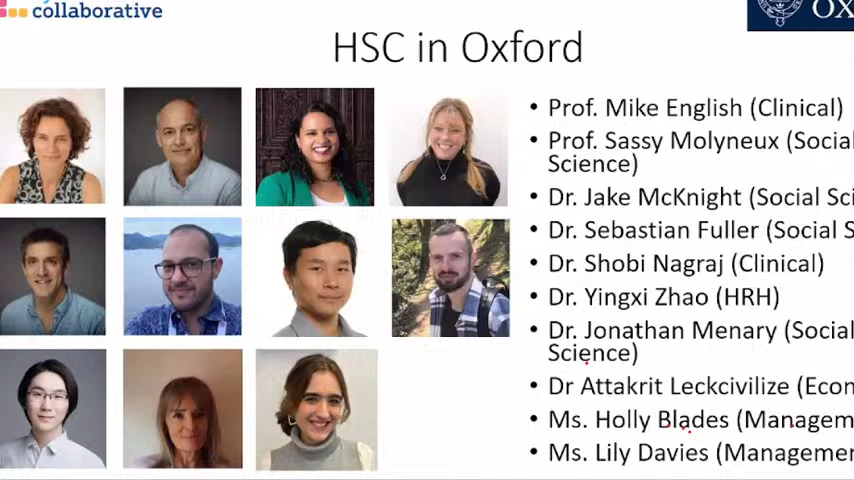 collaborative
OX
HSC in Oxford
• Prof. Mike English (Clinical)
• Prof. Sassy Molyneux (Social
Science)
• Dr. Jake McKnight (Social Sci
• Dr. Sebastian Fuller (Social S
• Dr. Shobi Nagraj (Clinical)
• Dr. Yingxi Zhao (HRH)
• Dr. Jonathan Menary (Social
Science)
• Dr Attakrit Leckcivilize (Econ
• Ms. Holly Blades (Managem
• Ms. Lily Davies (Managemen